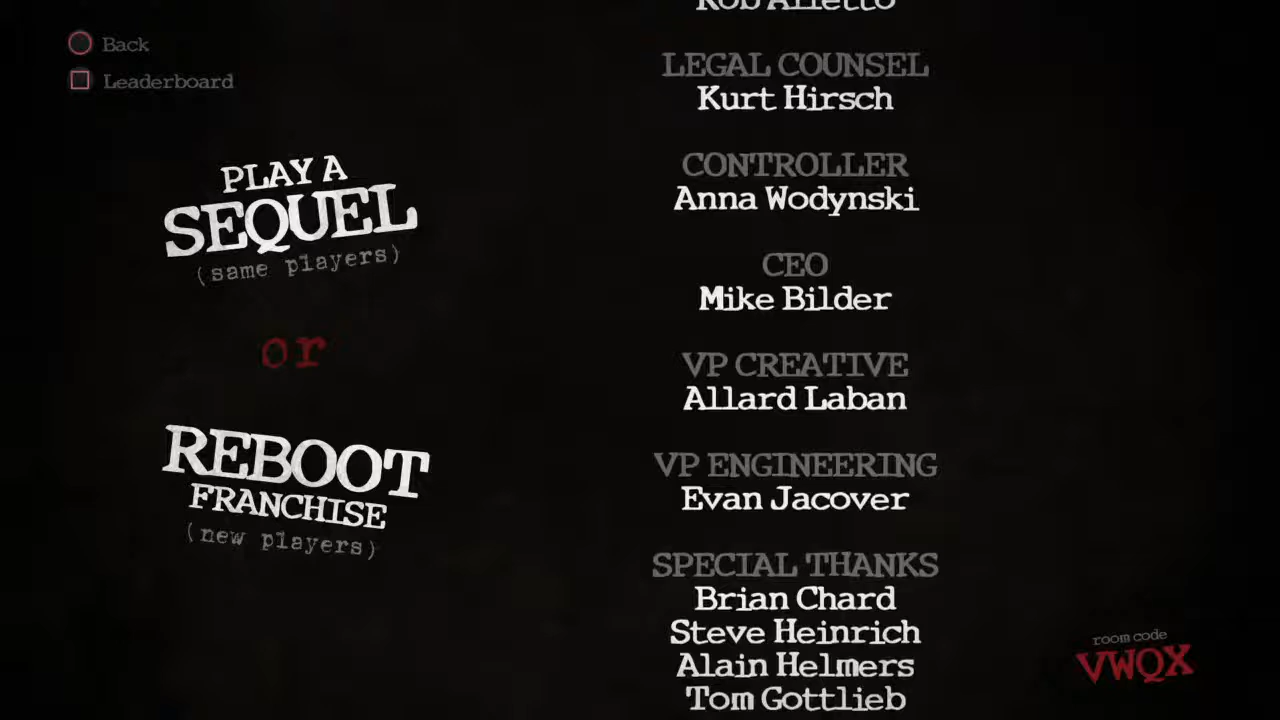 Back
Leaderboard
PLAY A
SEQUEL
(same players)
or
REBOOT
FRANCHISE
(new players)
LEGAL COUNSEL
Kurt Hirsch
CONTROLLER
Anna Wodynski
CEO
Mike Bilder
VP CREATIVE
Allard Laban
VP ENGINEERING
Evan Jacover
SPECIAL THANKS
Brian Chard
Steve Heinrich
Alain Helmers
Tom Gottlieb
room code
VWQX